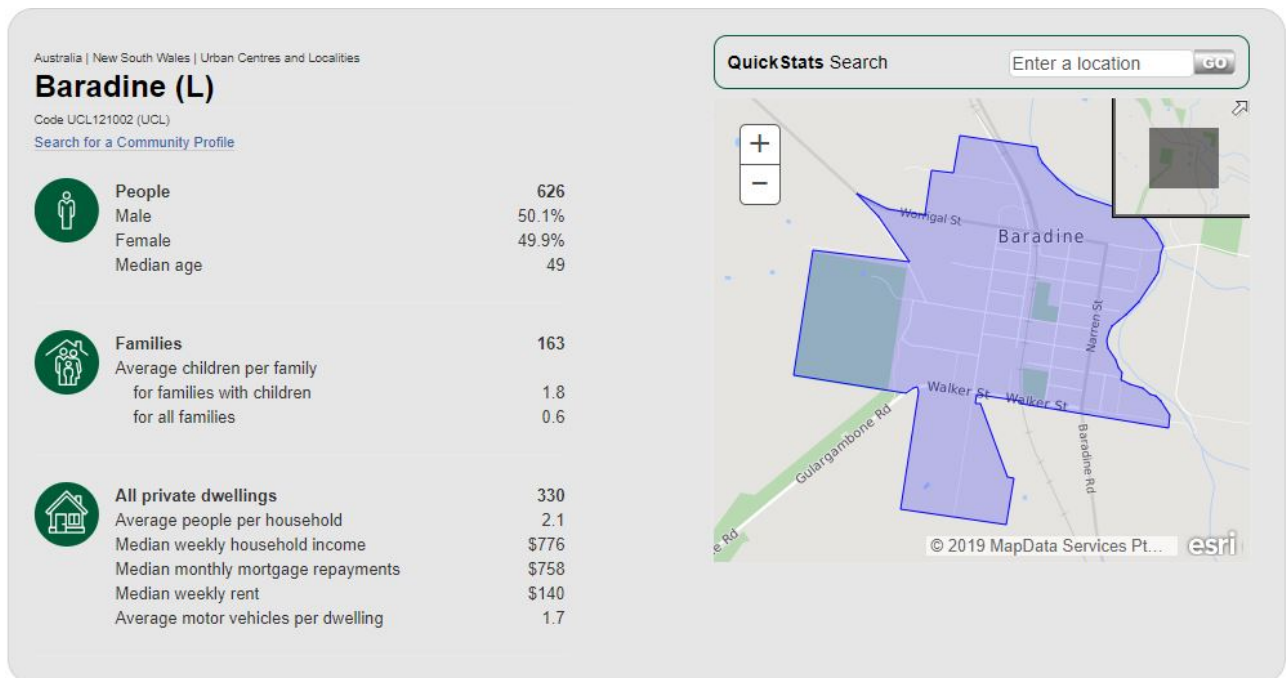 Australia | New South Wales | Urban Centres and Localities
Baradine (L)
Code UCL121002 (UCL)
Search for a Community Profile
People 626
Male 50.1%
Female 49.9%
Median age 49
Families 163
Average children per family
for families with children 1.8
for all families 0.6
All private dwellings 330
Average people per household 2.1
Median weekly household income $776
Median monthly mortgage repayments $758
Median weekly rent $140
Average motor vehicles per dwelling 1.7
QuickStats Search Enter a location GO
+
−
Worrigal St
Baradine
Narren St
Walker St
Walker St
Gulargambone Rd
Baradine Rd
e Rd
© 2019 MapData Services Pt... esri